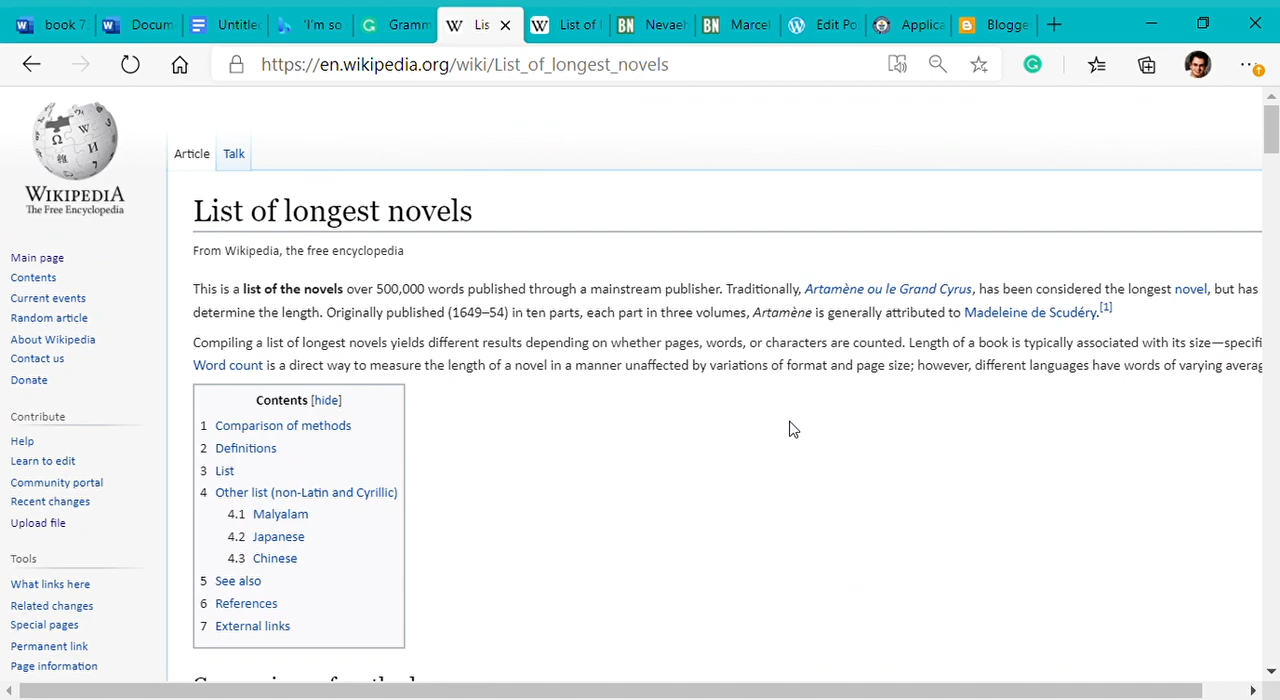 book 7
Docum
Untitle
'I'm so
Gramm
Lis
List of
Nevaeh
Marcel
Edit Po
Applica
Blogge
https://en.wikipedia.org/wiki/List_of_longest_novels
WIKIPEDIA
The Free Encyclopedia
Main page
Contents
Current events
Random article
About Wikipedia
Contact us
Donate
Contribute
Help
Learn to edit
Community portal
Recent changes
Upload file
Tools
What links here
Related changes
Special pages
Permanent link
Page information
Article Talk
List of longest novels
From Wikipedia, the free encyclopedia
This is a list of the novels over 500,000 words published through a mainstream publisher. Traditionally, Artamène ou le Grand Cyrus, has been considered the longest novel, but has
determine the length. Originally published (1649–54) in ten parts, each part in three volumes, Artamène is generally attributed to Madeleine de Scudéry.[1]
Compiling a list of longest novels yields different results depending on whether pages, words, or characters are counted. Length of a book is typically associated with its size—specifi
Word count is a direct way to measure the length of a novel in a manner unaffected by variations of format and page size; however, different languages have words of varying averag
Contents [hide]
1 Comparison of methods
2 Definitions
3 List
4 Other list (non-Latin and Cyrillic)
4.1 Malyalam
4.2 Japanese
4.3 Chinese
5 See also
6 References
7 External links